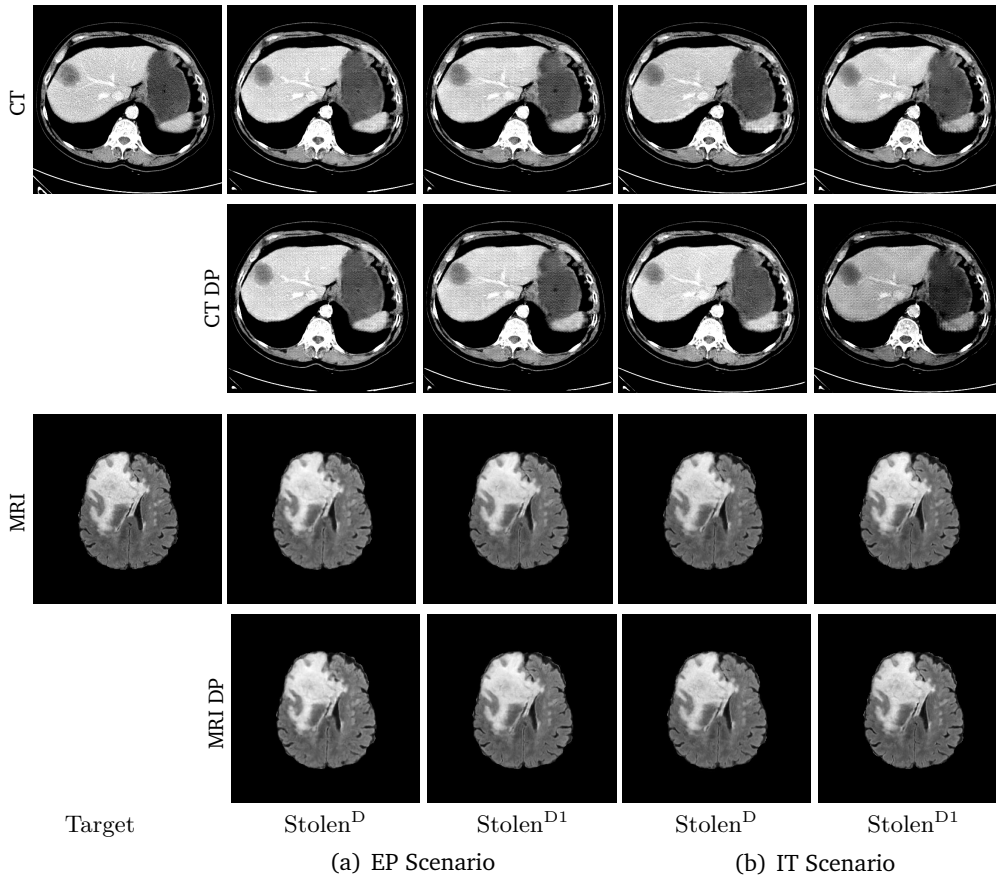 CT
CT DP
MRI
MRI DP
Target Stolen^D Stolen^D1 Stolen^D Stolen^D1
(a) EP Scenario (b) IT Scenario